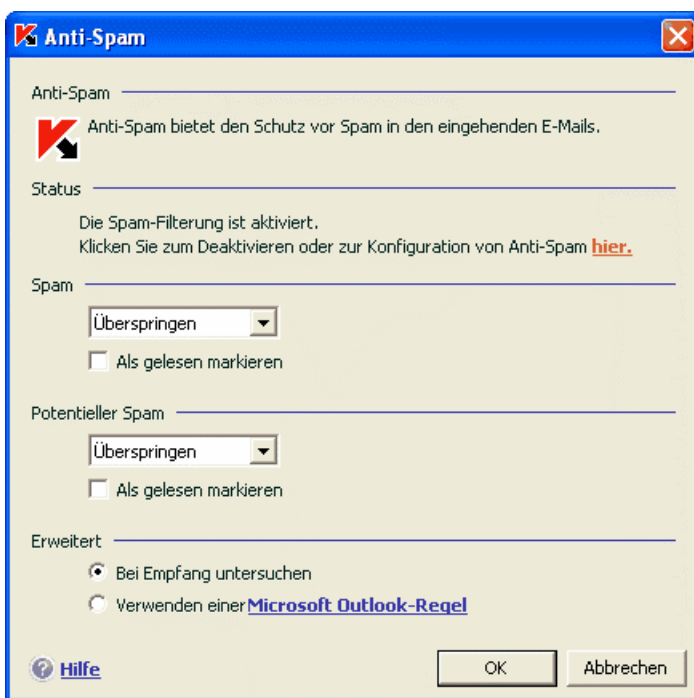 Anti-Spam
Anti-Spam
Anti-Spam bietet den Schutz vor Spam in den eingehenden E-Mails.
Status
Die Spam-Filterung ist aktiviert.
Klicken Sie zum Deaktivieren oder zur Konfiguration von Anti-Spam hier.
Spam
Überspringen
Als gelesen markieren
Potentieller Spam
Überspringen
Als gelesen markieren
Erweitert
Bei Empfang untersuchen
Verwenden einer Microsoft Outlook-Regel
Hilfe
OK
Abbrechen